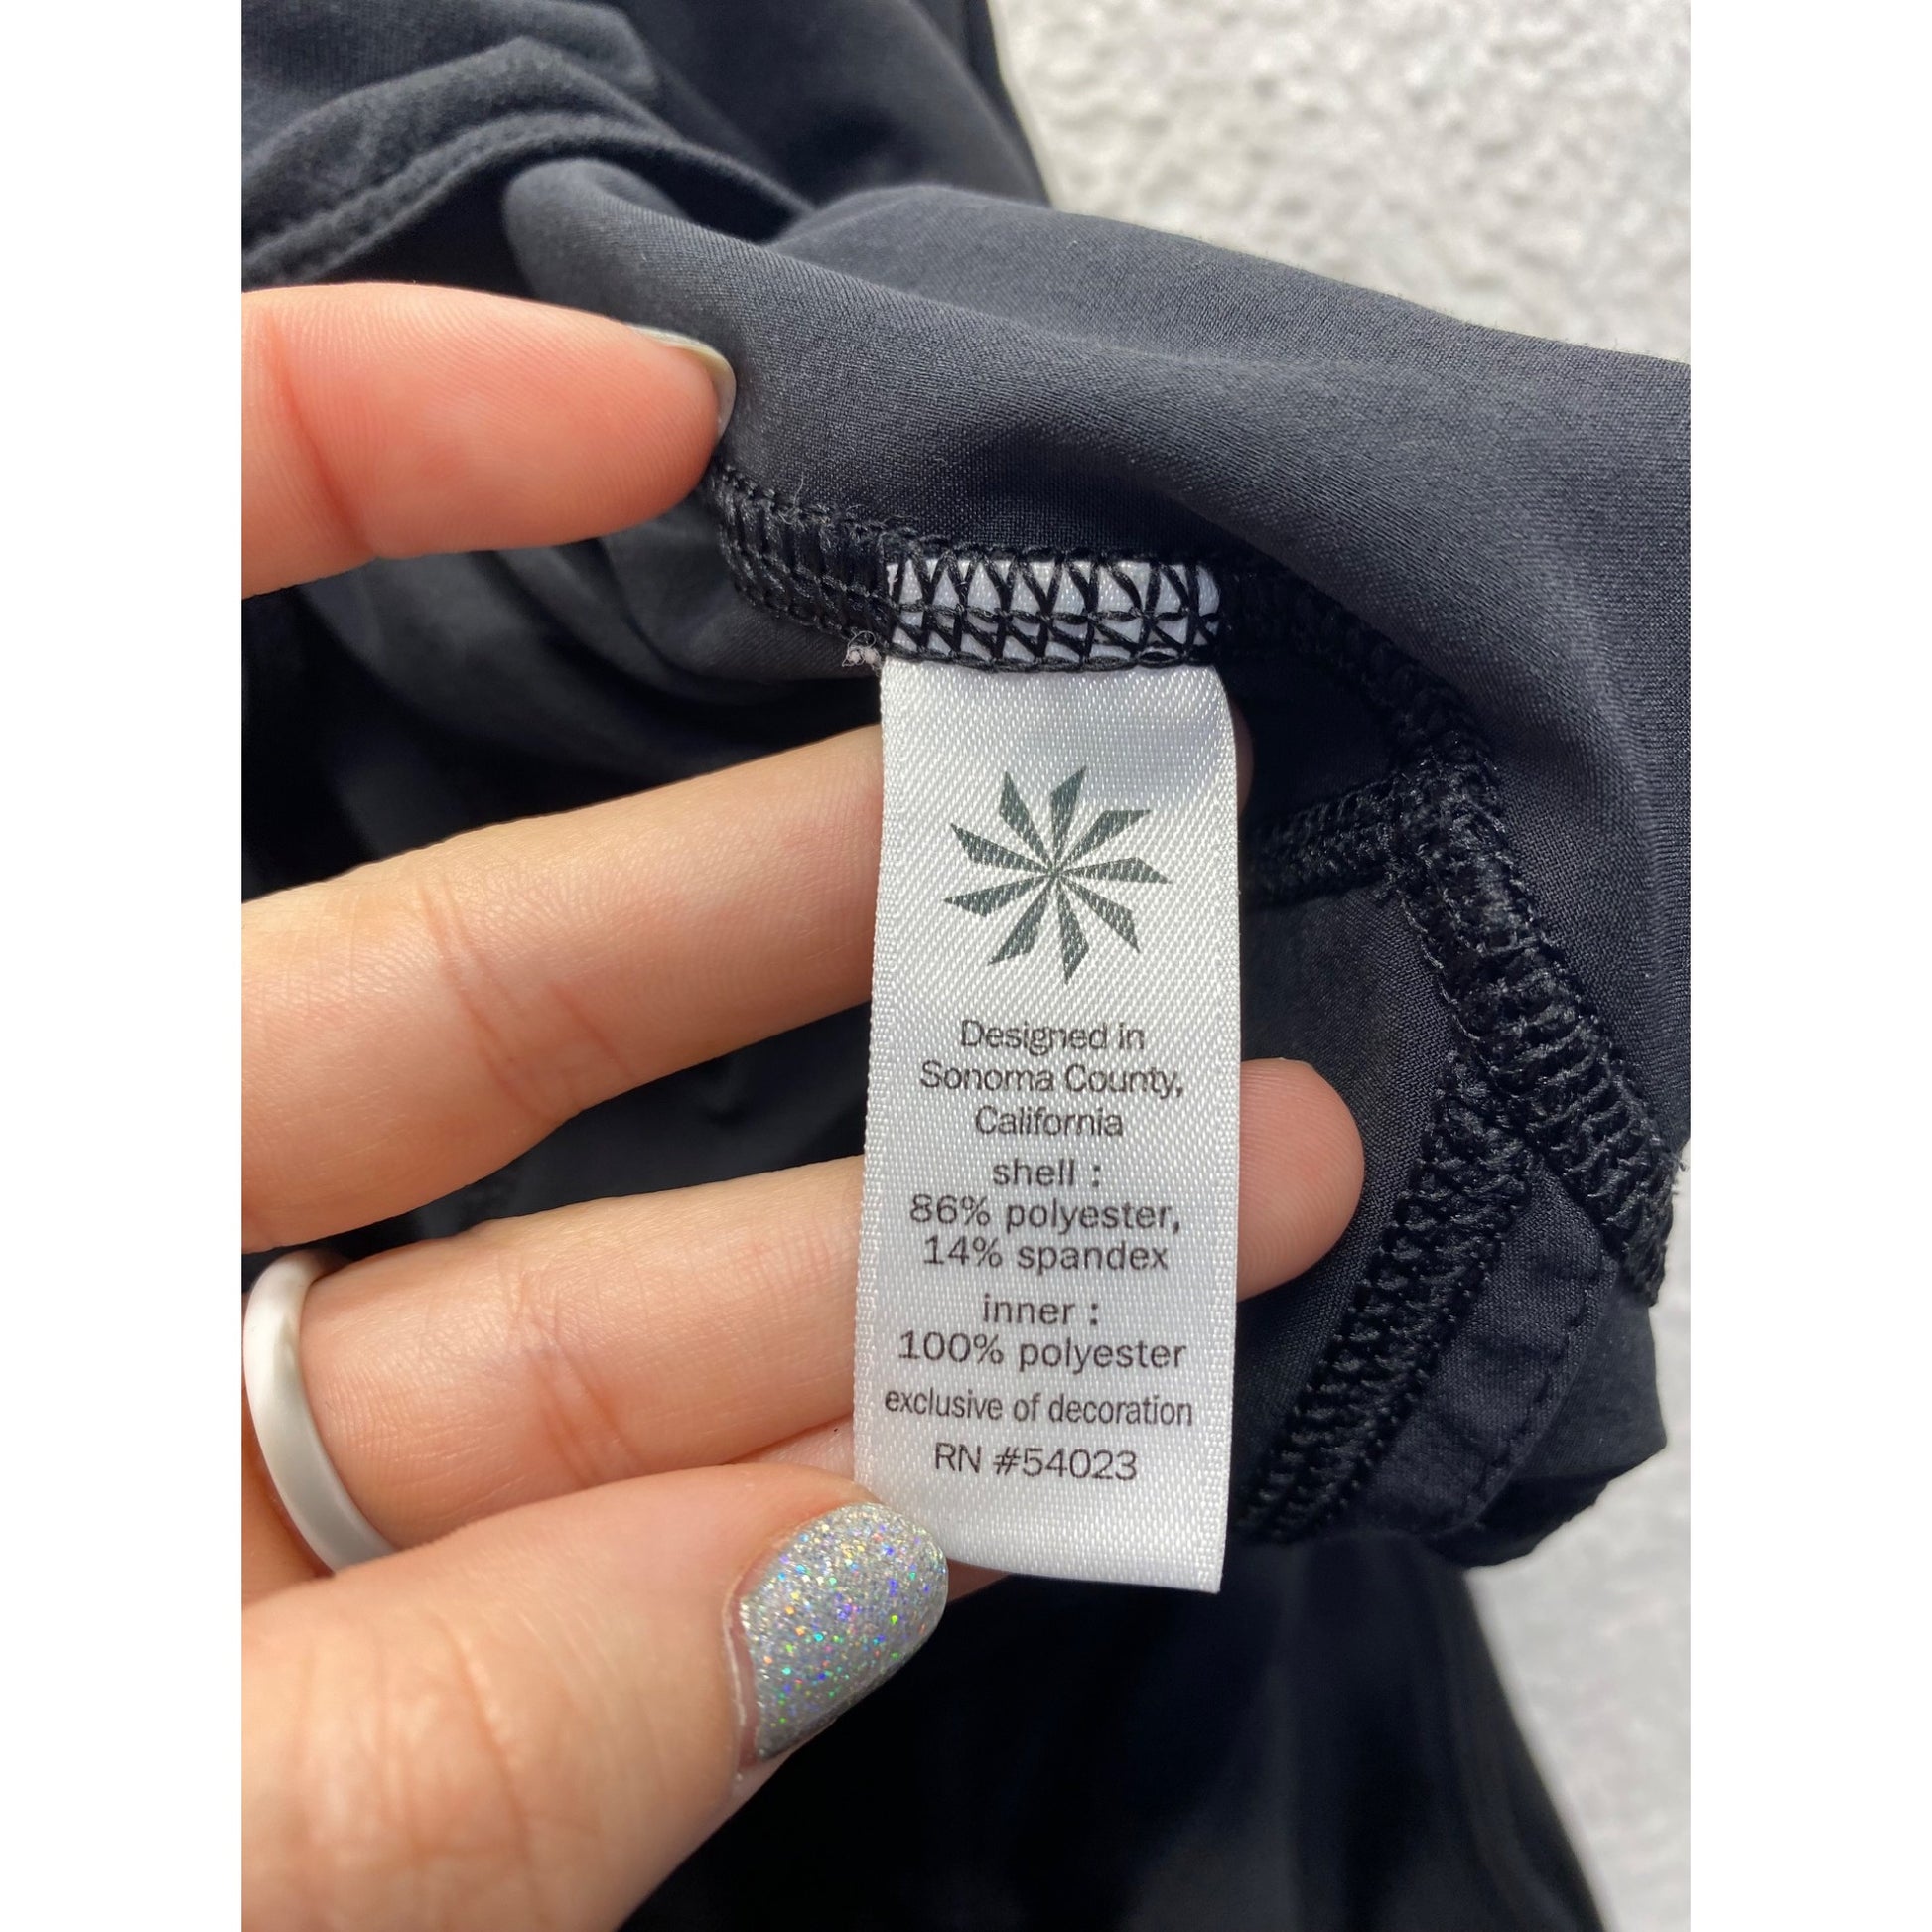 Designed in
Sonoma County,
California
shell :
86% polyester,
14% spandex
inner :
100% polyester
exclusive of decoration
RN #54023